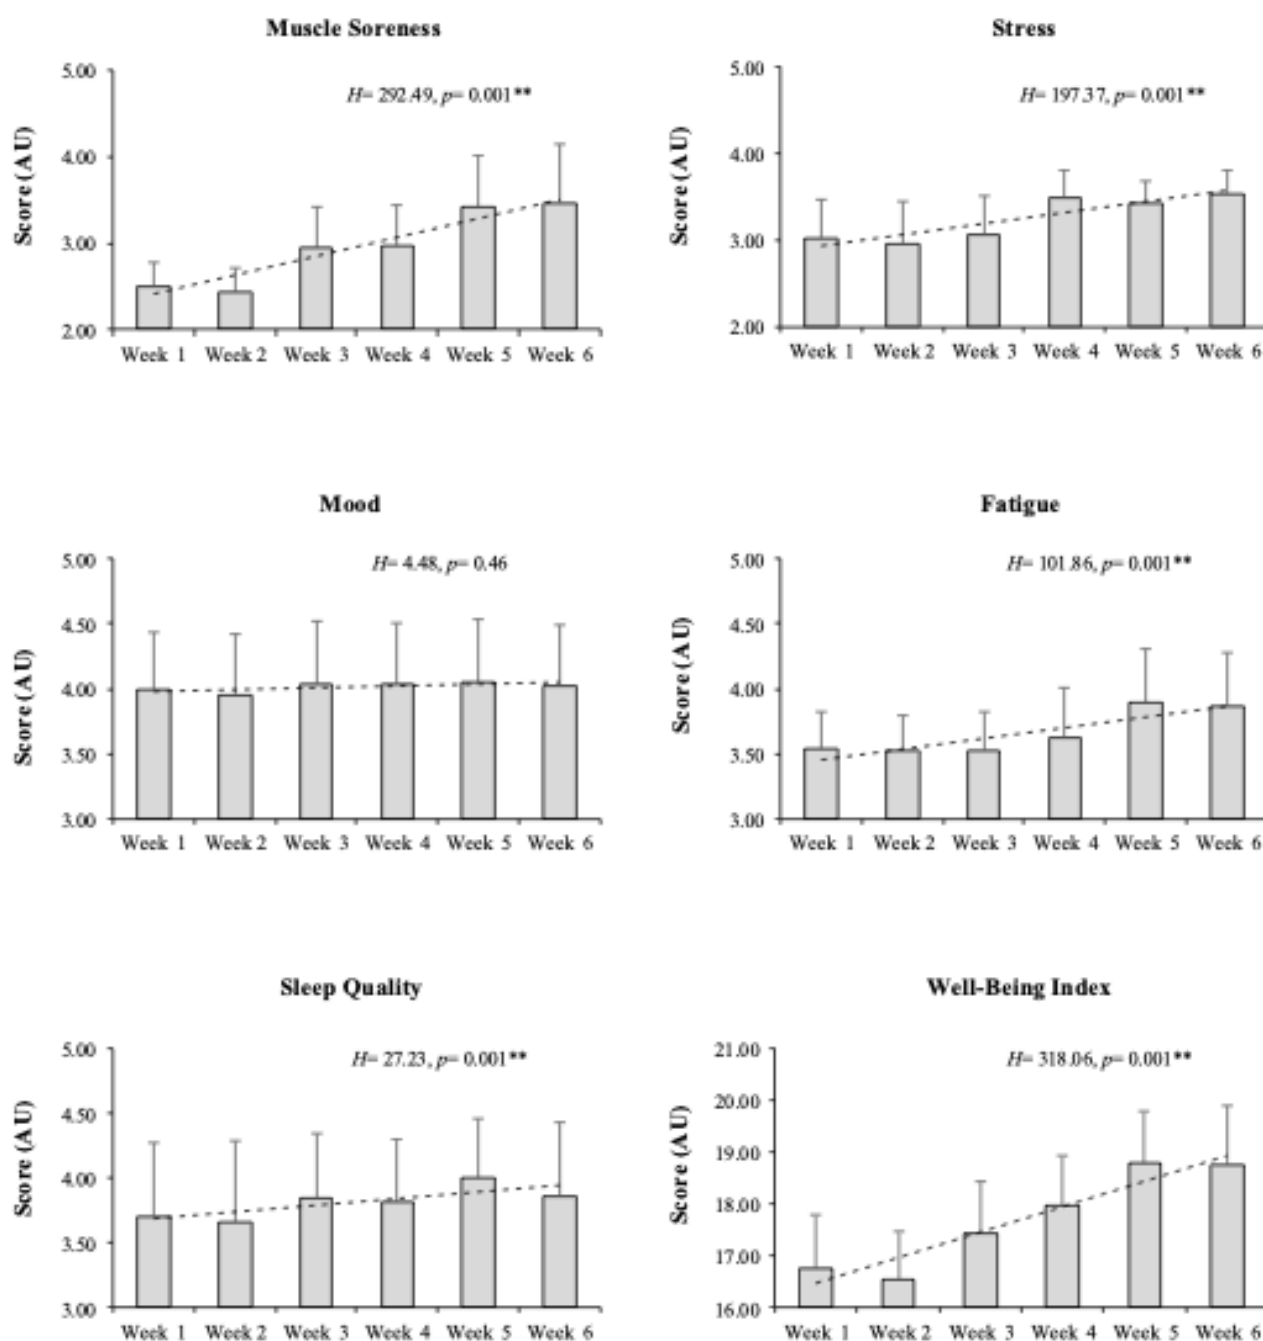 Muscle Soreness
H= 292.49, p= 0.001**
Score (AU)
5.00
4.00
3.00
2.00
Week 1 Week 2 Week 3 Week 4 Week 5 Week 6
Stress
H= 197.37, p= 0.001**
Score (AU)
5.00
4.00
3.00
2.00
Week 1 Week 2 Week 3 Week 4 Week 5 Week 6
Mood
H= 4.48, p= 0.46
Score (AU)
5.00
4.50
4.00
3.50
3.00
Week 1 Week 2 Week 3 Week 4 Week 5 Week 6
Fatigue
H= 101.86, p= 0.001**
Score (AU)
5.00
4.50
4.00
3.50
3.00
Week 1 Week 2 Week 3 Week 4 Week 5 Week 6
Sleep Quality
H= 27.23, p= 0.001**
Score (AU)
5.00
4.50
4.00
3.50
3.00
Week 1 Week 2 Week 3 Week 4 Week 5 Week 6
Well-Being Index
H= 318.06, p= 0.001**
Score (AU)
21.00
20.00
19.00
18.00
17.00
16.00
Week 1 Week 2 Week 3 Week 4 Week 5 Week 6